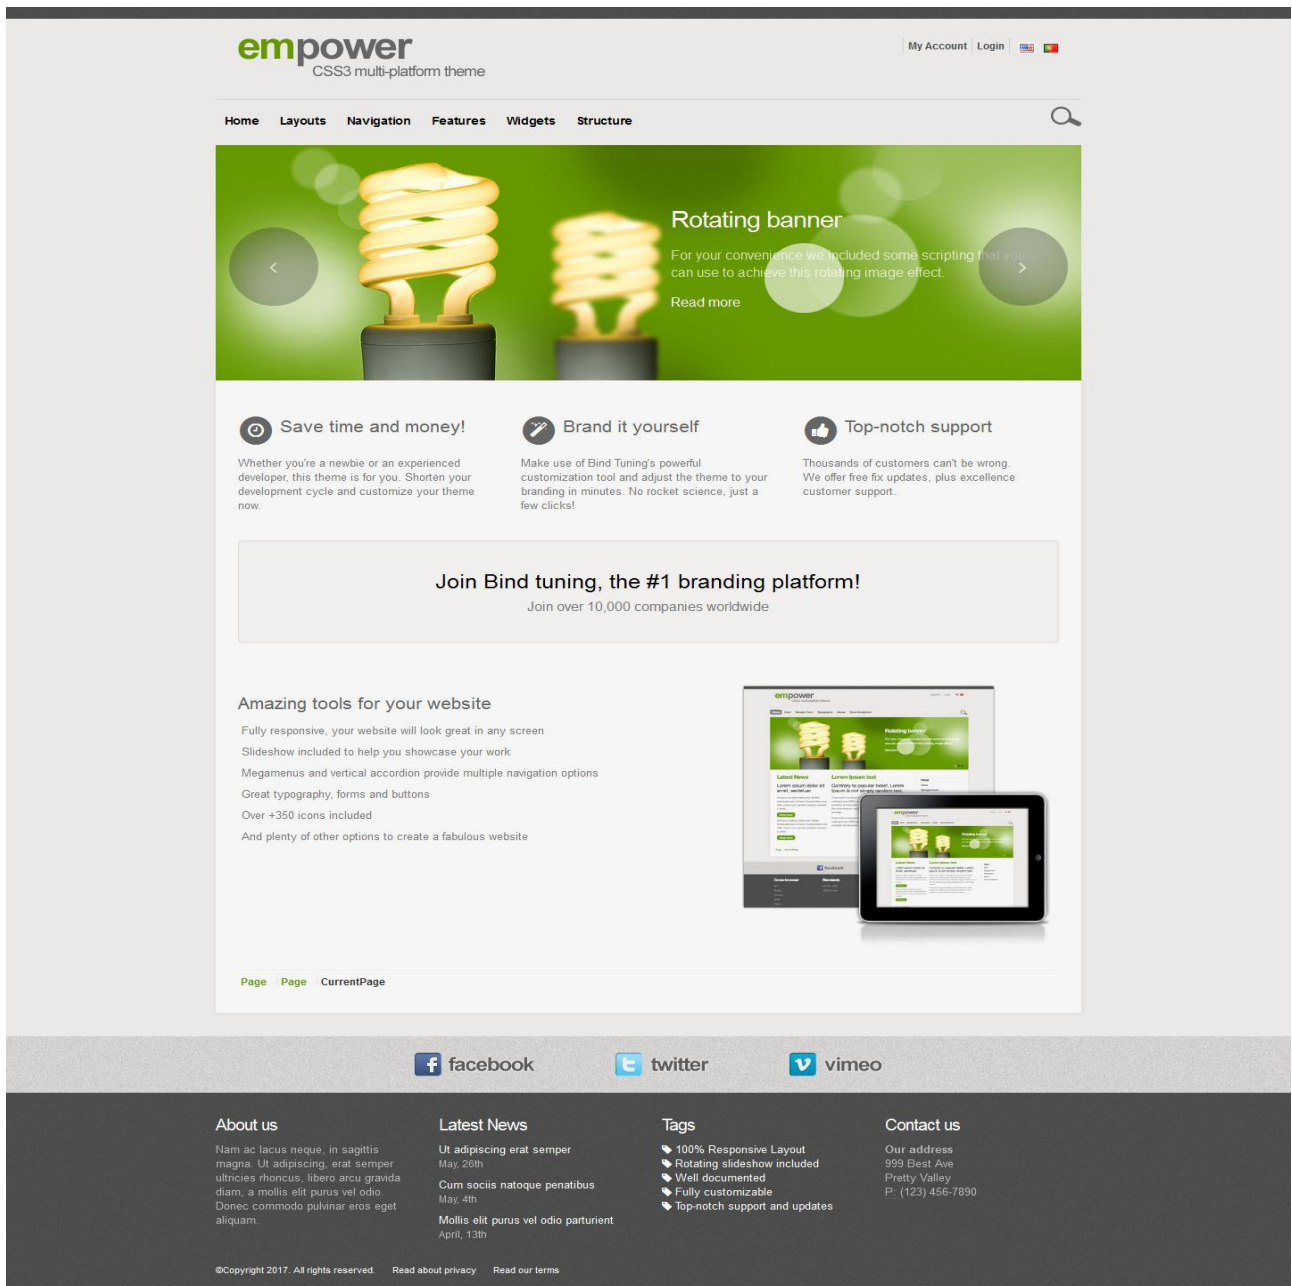 empower
CSS3 multi-platform theme
My Account Login
Home Layouts Navigation Features Widgets Structure
Rotating banner
For your convenience we included some scripting that you
can use to achieve this rotating image effect.
Read more
Save time and money!
Whether you're a newbie or an experienced
developer, this theme is for you. Shorten your
development cycle and customize your theme
now.
Brand it yourself
Make use of Bind Tuning's powerful
customization tool and adjust the theme to your
branding in minutes. No rocket science, just a
few clicks!
Top-notch support
Thousands of customers can't be wrong.
We offer free fix updates, plus excellence
customer support.
Join Bind tuning, the #1 branding platform!
Join over 10,000 companies worldwide
Amazing tools for your website
Fully responsive, your website will look great in any screen
Slideshow included to help you showcase your work
Megamenus and vertical accordion provide multiple navigation options
Great typography, forms and buttons
Over +350 icons included
And plenty of other options to create a fabulous website
empower
Rotating banner
Latest News
Lorem ipsum text
facebook
empower
Page / Page / CurrentPage
facebook twitter vimeo
About us
Nam ac lacus neque, in sagittis
magna. Ut adipiscing, erat semper
ultricies rhoncus, libero arcu gravida
diam, a mollis elit purus vel odio.
Donec commodo pulvinar eros eget
aliquam.
Latest News
Ut adipiscing erat semper
May, 26th
Cum sociis natoque penatibus
May, 4th
Mollis elit purus vel odio parturient
April, 13th
Tags
100% Responsive Layout
Rotating slideshow included
Well documented
Fully customizable
Top-notch support and updates
Contact us
Our address
999 Best Ave
Pretty Valley
P: (123) 456-7890
©Copyright 2017. All rights reserved. Read about privacy Read our terms